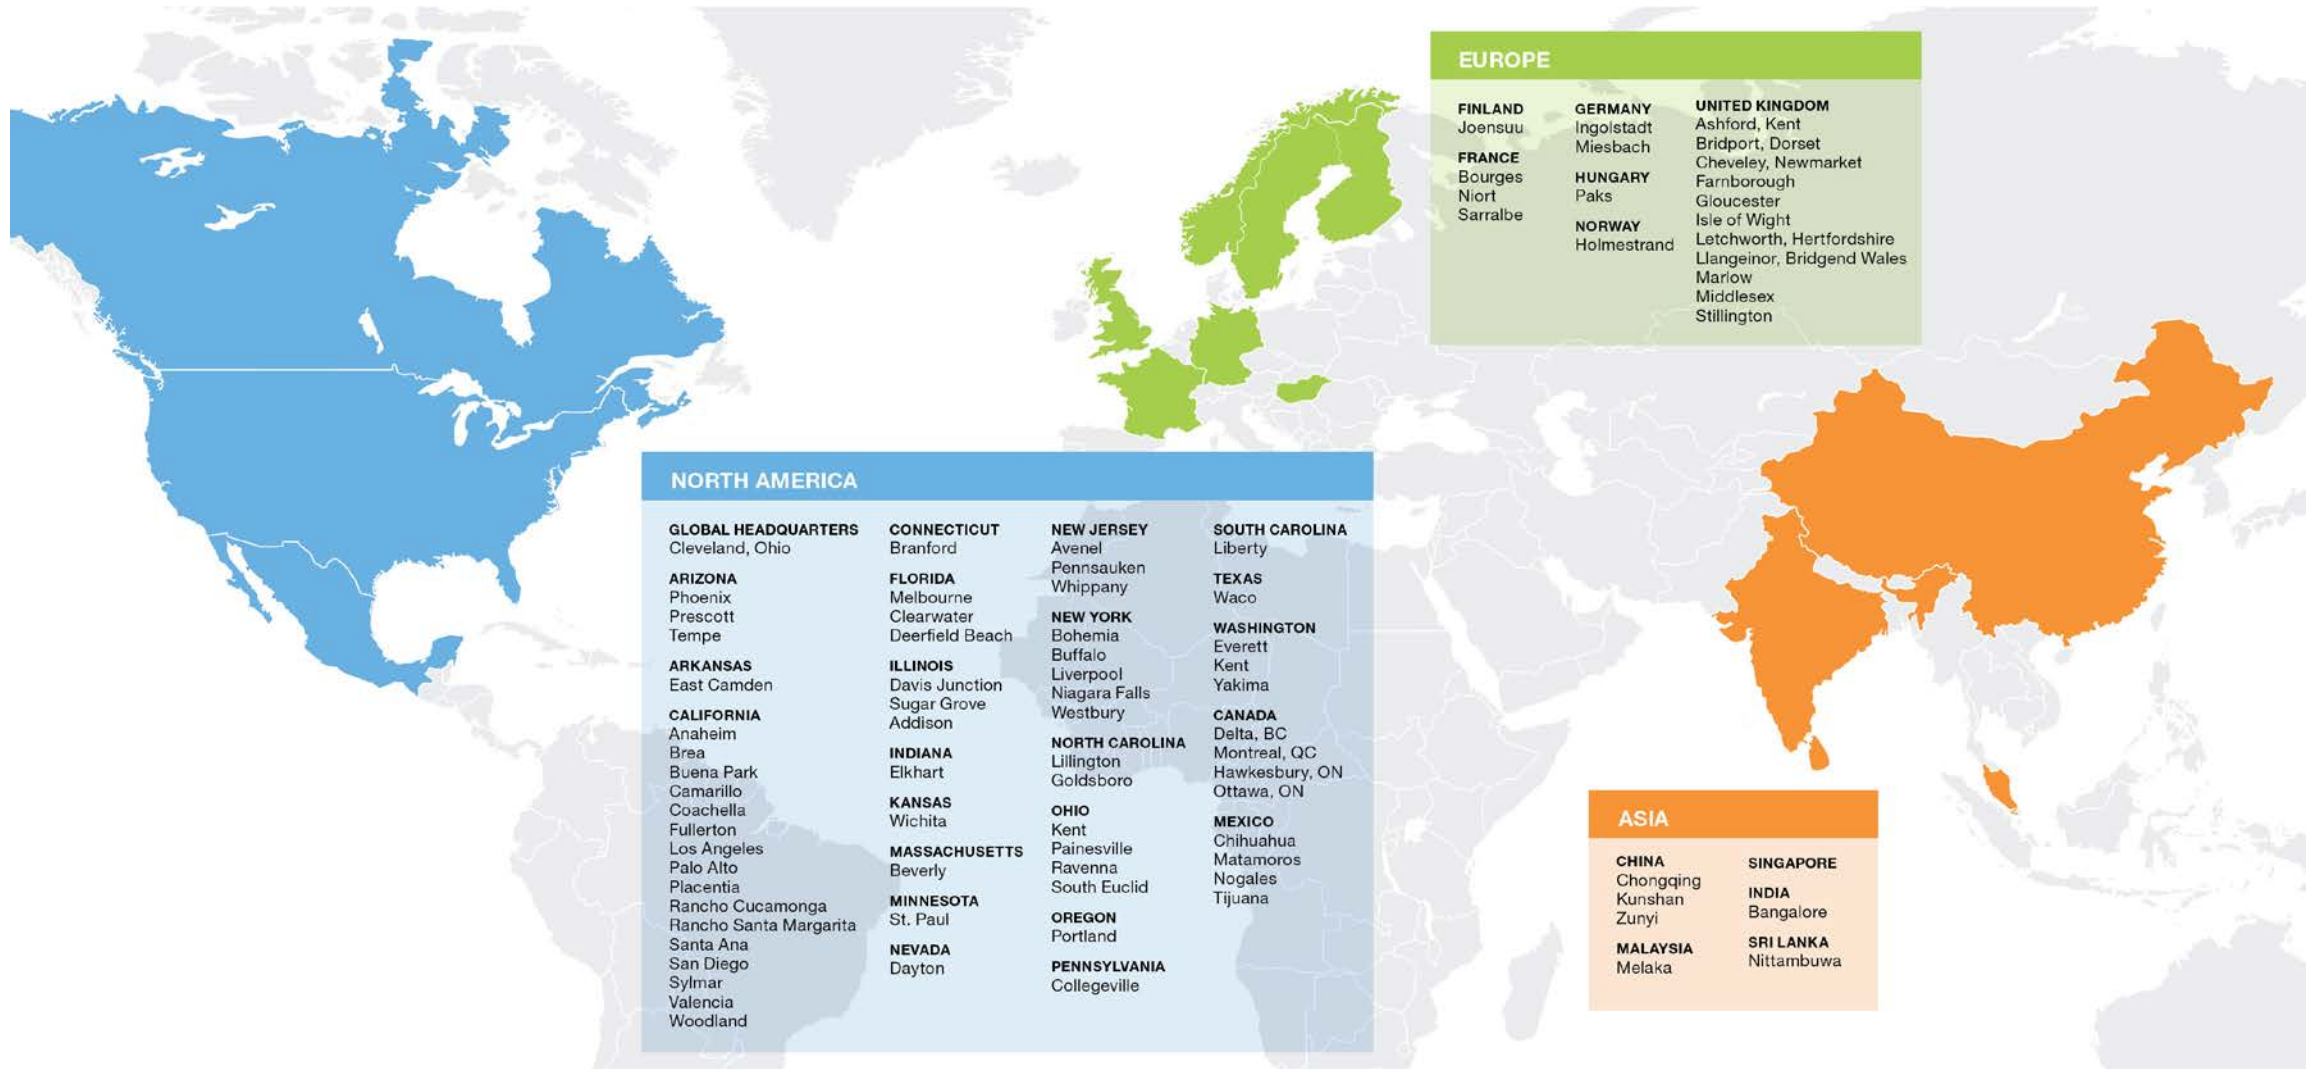 EUROPE
FINLAND
Joensuu
FRANCE
Bourges
Niort
Sarralbe
GERMANY
Ingolstadt
Miesbach
HUNGARY
Paks
NORWAY
Holmestrand
UNITED KINGDOM
Ashford, Kent
Bridport, Dorset
Cheveley, Newmarket
Farnborough
Gloucester
Isle of Wight
Letchworth, Hertfordshire
Llangeinor, Bridgend Wales
Marlow
Middlesex
Stillington
NORTH AMERICA
GLOBAL HEADQUARTERS
Cleveland, Ohio
ARIZONA
Phoenix
Prescott
Tempe
ARKANSAS
East Camden
CALIFORNIA
Anaheim
Brea
Buena Park
Camarillo
Coachella
Fullerton
Los Angeles
Palo Alto
Placentia
Rancho Cucamonga
Rancho Santa Margarita
Santa Ana
San Diego
Sylmar
Valencia
Woodland
CONNECTICUT
Branford
FLORIDA
Melbourne
Clearwater
Deerfield Beach
ILLINOIS
Davis Junction
Sugar Grove
Addison
INDIANA
Elkhart
KANSAS
Wichita
MASSACHUSETTS
Beverly
MINNESOTA
St. Paul
NEVADA
Dayton
NEW JERSEY
Avenel
Pennsauken
Whippany
NEW YORK
Bohemia
Buffalo
Liverpool
Niagara Falls
Westbury
NORTH CAROLINA
Lillington
Goldsboro
OHIO
Kent
Painesville
Ravenna
South Euclid
OREGON
Portland
PENNSYLVANIA
Collegeville
SOUTH CAROLINA
Liberty
TEXAS
Waco
WASHINGTON
Everett
Kent
Yakima
CANADA
Delta, BC
Montreal, QC
Hawkesbury, ON
Ottawa, ON
MEXICO
Chihuahua
Matamoros
Nogales
Tijuana
ASIA
CHINA
Chongqing
Kunshan
Zunyi
MALAYSIA
Melaka
SINGAPORE
INDIA
Bangalore
SRI LANKA
Nittambuwa